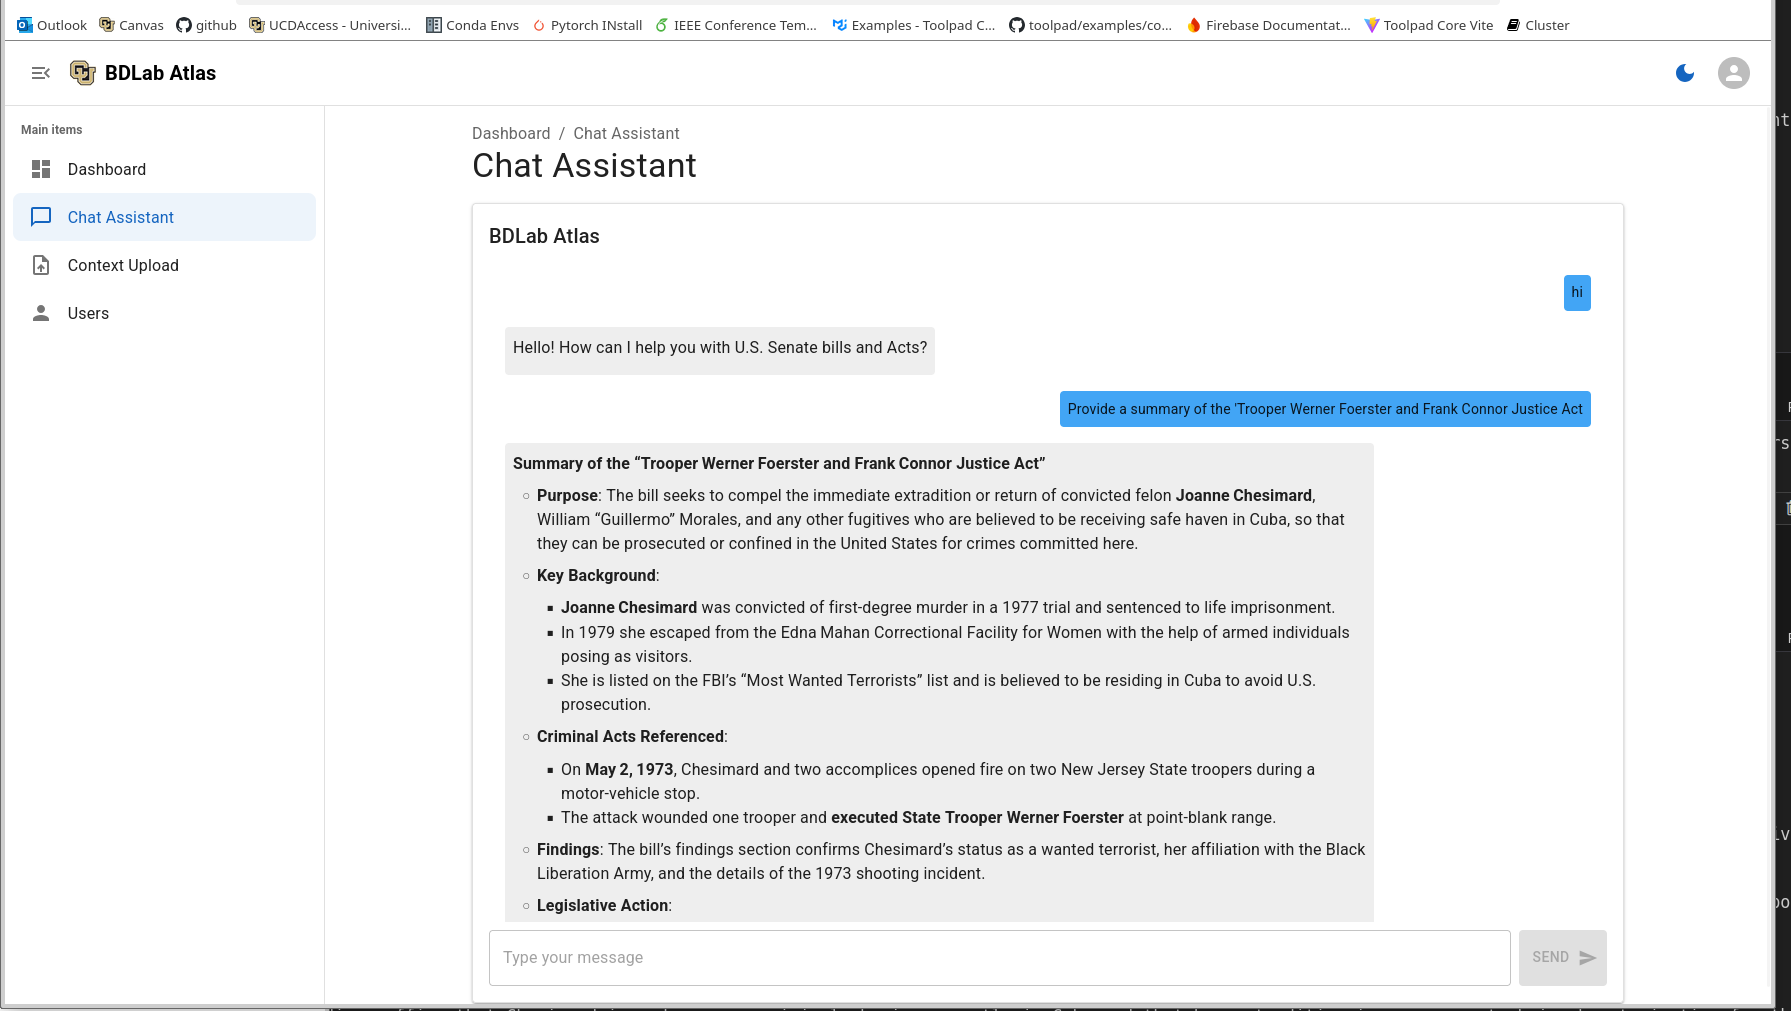 Outlook Canvas github UCDAccess - Universi... Conda Envs Pytorch INstall IEEE Conference Tem... Examples - Toolpad C... toolpad/examples/co... Firebase Documentat... Toolpad Core Vite Cluster
BDLab Atlas
Main items
Dashboard
Chat Assistant
Context Upload
Users
Dashboard / Chat Assistant
Chat Assistant
BDLab Atlas
hi
Hello! How can I help you with U.S. Senate bills and Acts?
Provide a summary of the 'Trooper Werner Foerster and Frank Connor Justice Act
Summary of the “Trooper Werner Foerster and Frank Connor Justice Act”
Purpose: The bill seeks to compel the immediate extradition or return of convicted felon Joanne Chesimard,
William “Guillermo” Morales, and any other fugitives who are believed to be receiving safe haven in Cuba, so that
they can be prosecuted or confined in the United States for crimes committed here.
Key Background:
Joanne Chesimard was convicted of first-degree murder in a 1977 trial and sentenced to life imprisonment.
In 1979 she escaped from the Edna Mahan Correctional Facility for Women with the help of armed individuals
posing as visitors.
She is listed on the FBI’s “Most Wanted Terrorists” list and is believed to be residing in Cuba to avoid U.S.
prosecution.
Criminal Acts Referenced:
On May 2, 1973, Chesimard and two accomplices opened fire on two New Jersey State troopers during a
motor-vehicle stop.
The attack wounded one trooper and executed State Trooper Werner Foerster at point-blank range.
Findings: The bill’s findings section confirms Chesimard’s status as a wanted terrorist, her affiliation with the Black
Liberation Army, and the details of the 1973 shooting incident.
Legislative Action:
Type your message
SEND